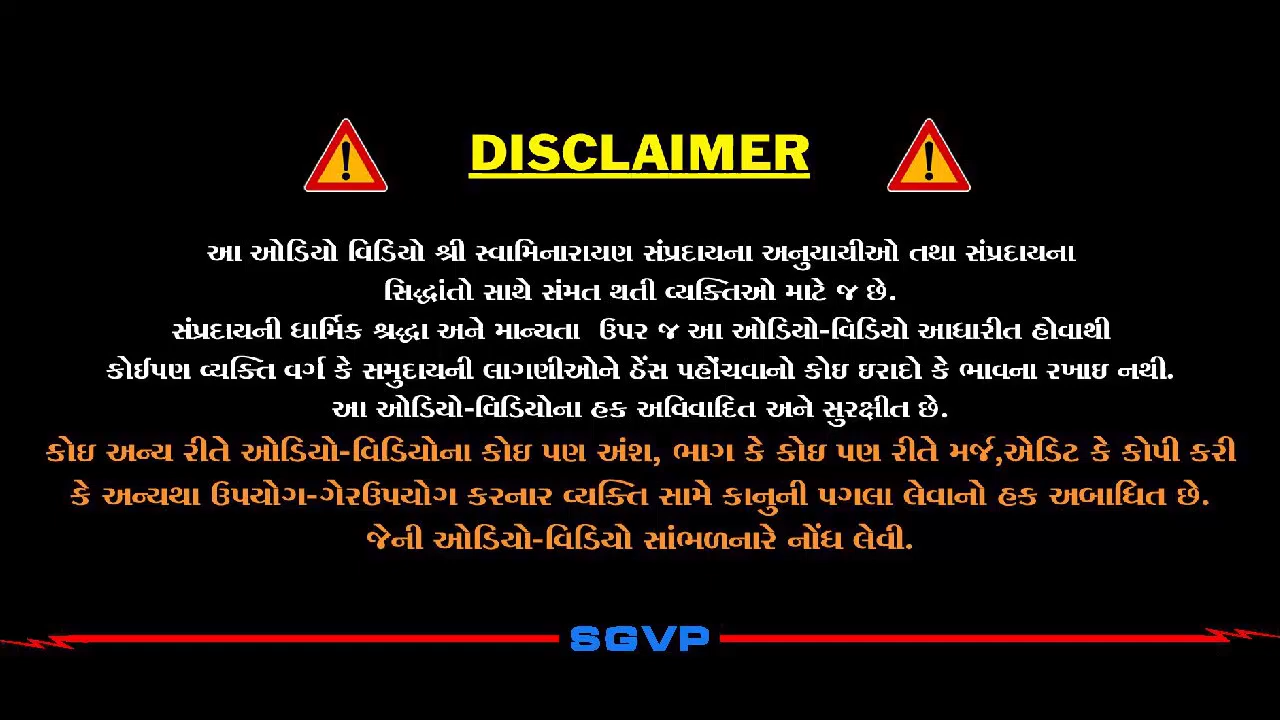 DISCLAIMER
આ ઓડિયો વિડિયો શ્રી સ્વામિનારાયણ સંપ્રદાયના અનુયાયીઓ તથા સંપ્રદાયના
સિદ્ધાંતો સાથે સંમત થતી વ્યક્તિઓ માટે જ છે.
સંપ્રદાયની ધાર્મિક શ્રદ્ધા અને માન્યતા ઉપર જ આ ઓડિયો-વિડિયો આધારીત હોવાથી
કોઈપણ વ્યક્તિ વર્ગ કે સમુદાયની લાગણીઓને ઠેંસ પહોંચવાનો કોઇ ઇરાદો કે ભાવના રખાઇ નથી.
આ ઓડિયો-વિડિયોના હક અવિવાદિત અને સુરક્ષીત છે.
કોઇ અન્ય રીતે ઓડિયો-વિડિયોના કોઇ પણ અંશ, ભાગ કે કોઇ પણ રીતે મર્જ,એડિટ કે કોપી કરી
કે અન્યથા ઉપયોગ-ગેરઉપયોગ કરનાર વ્યક્તિ સામે કાનુની પગલા લેવાનો હક અબાધિત છે.
જેની ઓડિયો-વિડિયો સાંભળનારે નોંધ લેવી.
SGVP